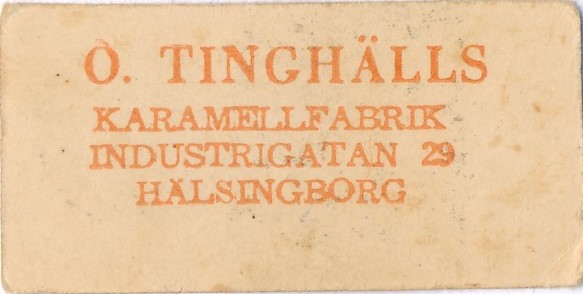 O. TINGHÄLLS
KARAMELLFABRIK
INDUSTRIGATAN 29
HÄLSINGBORG